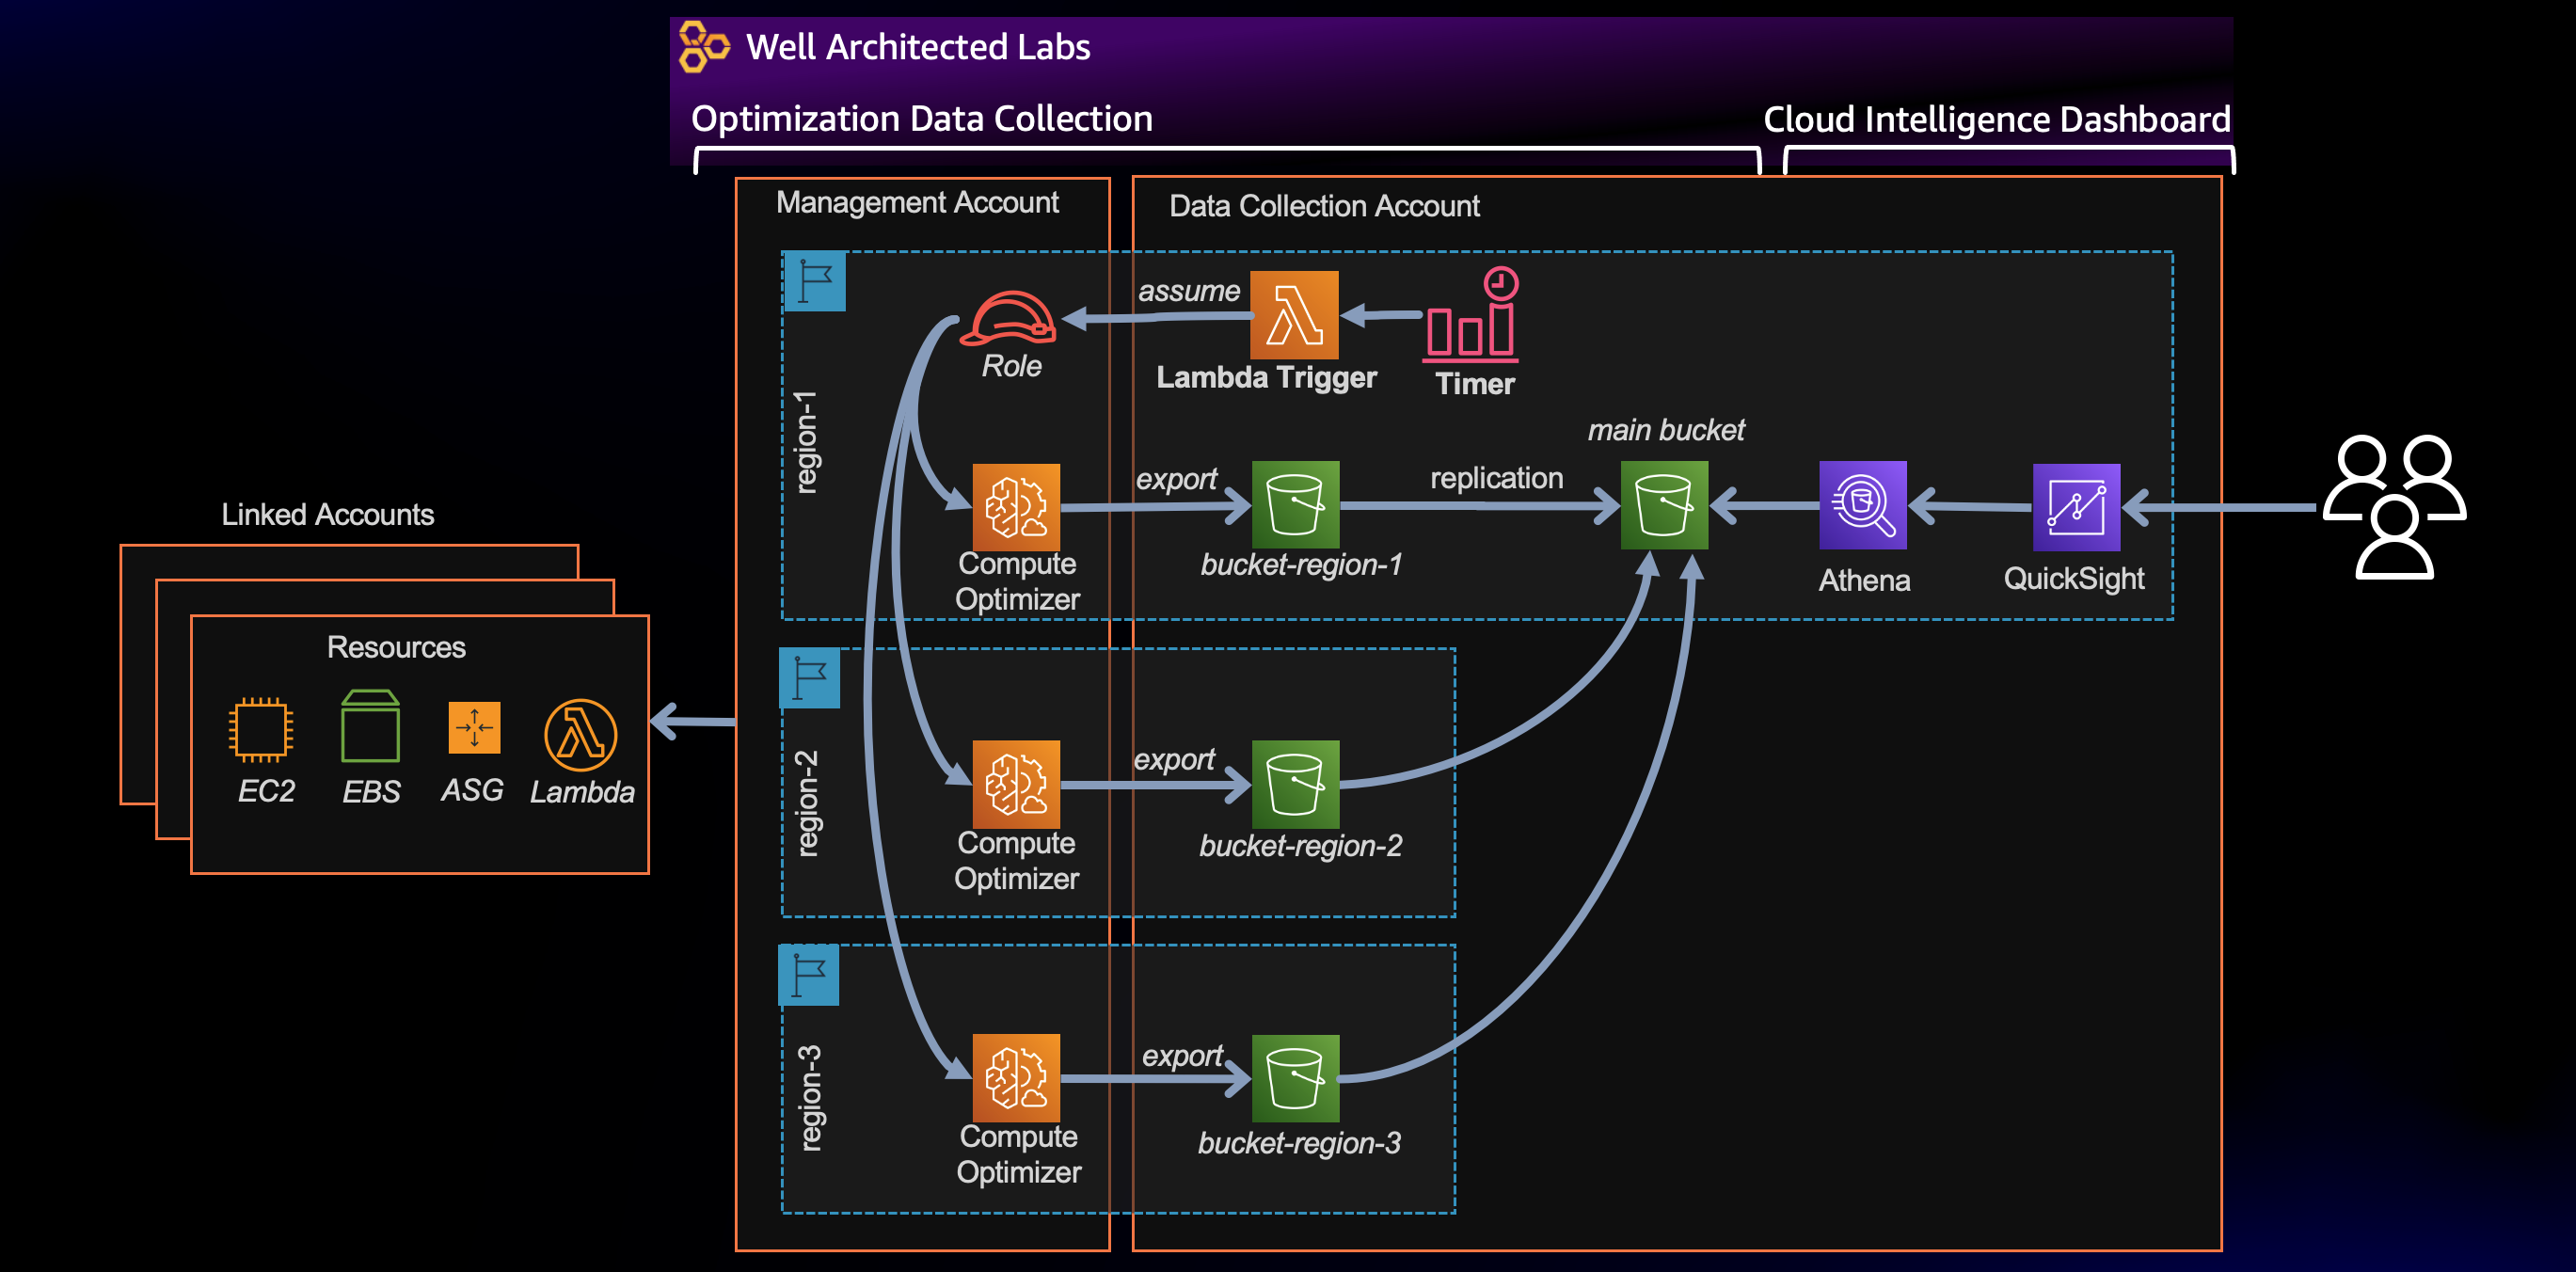 Well Architected Labs
Optimization Data Collection
Cloud Intelligence Dashboard
Management Account
Data Collection Account
assume
Role
Lambda Trigger
Timer
region-1
main bucket
export
replication
Compute
Optimizer
bucket-region-1
Athena
QuickSight
Linked Accounts
Resources
EC2
EBS
ASG
Lambda
region-2
export
Compute
Optimizer
bucket-region-2
region-3
export
Compute
Optimizer
bucket-region-3